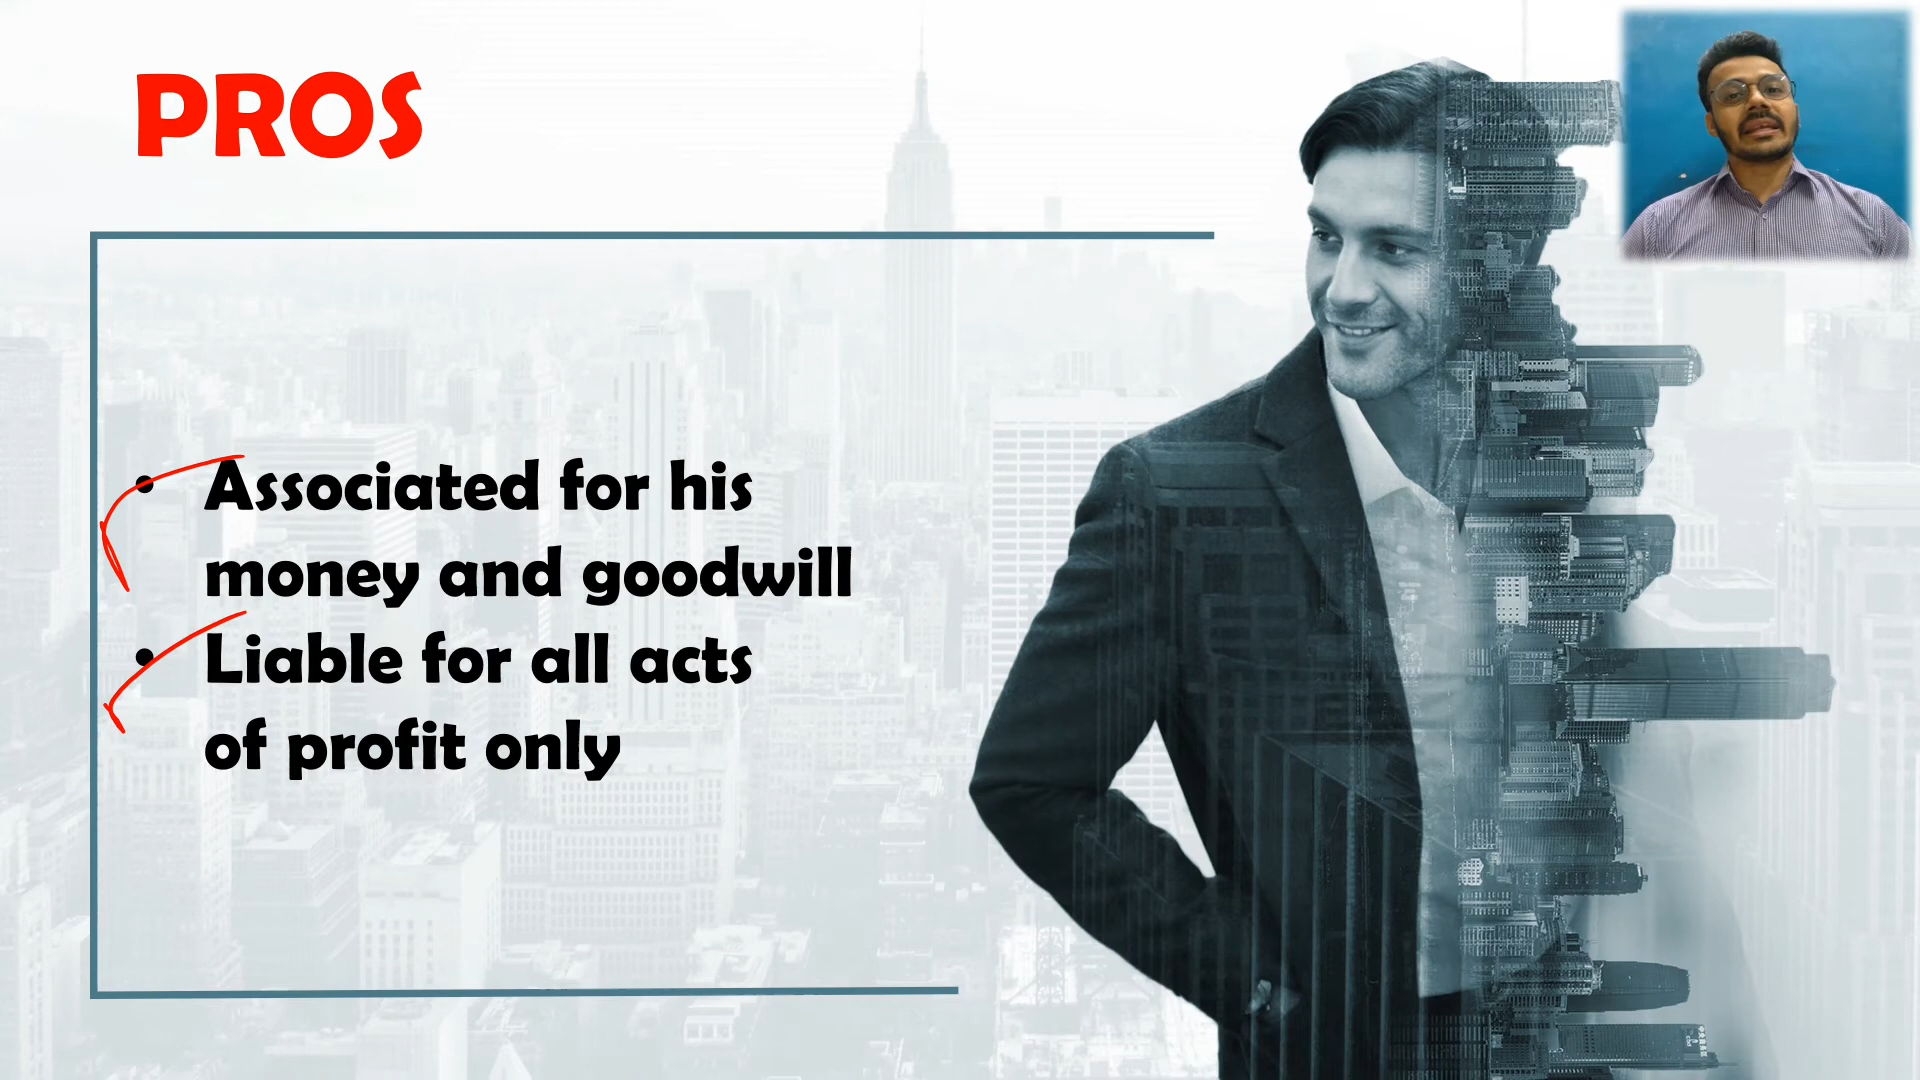 PROS
• Associated for his
money and goodwill
• Liable for all acts
of profit only